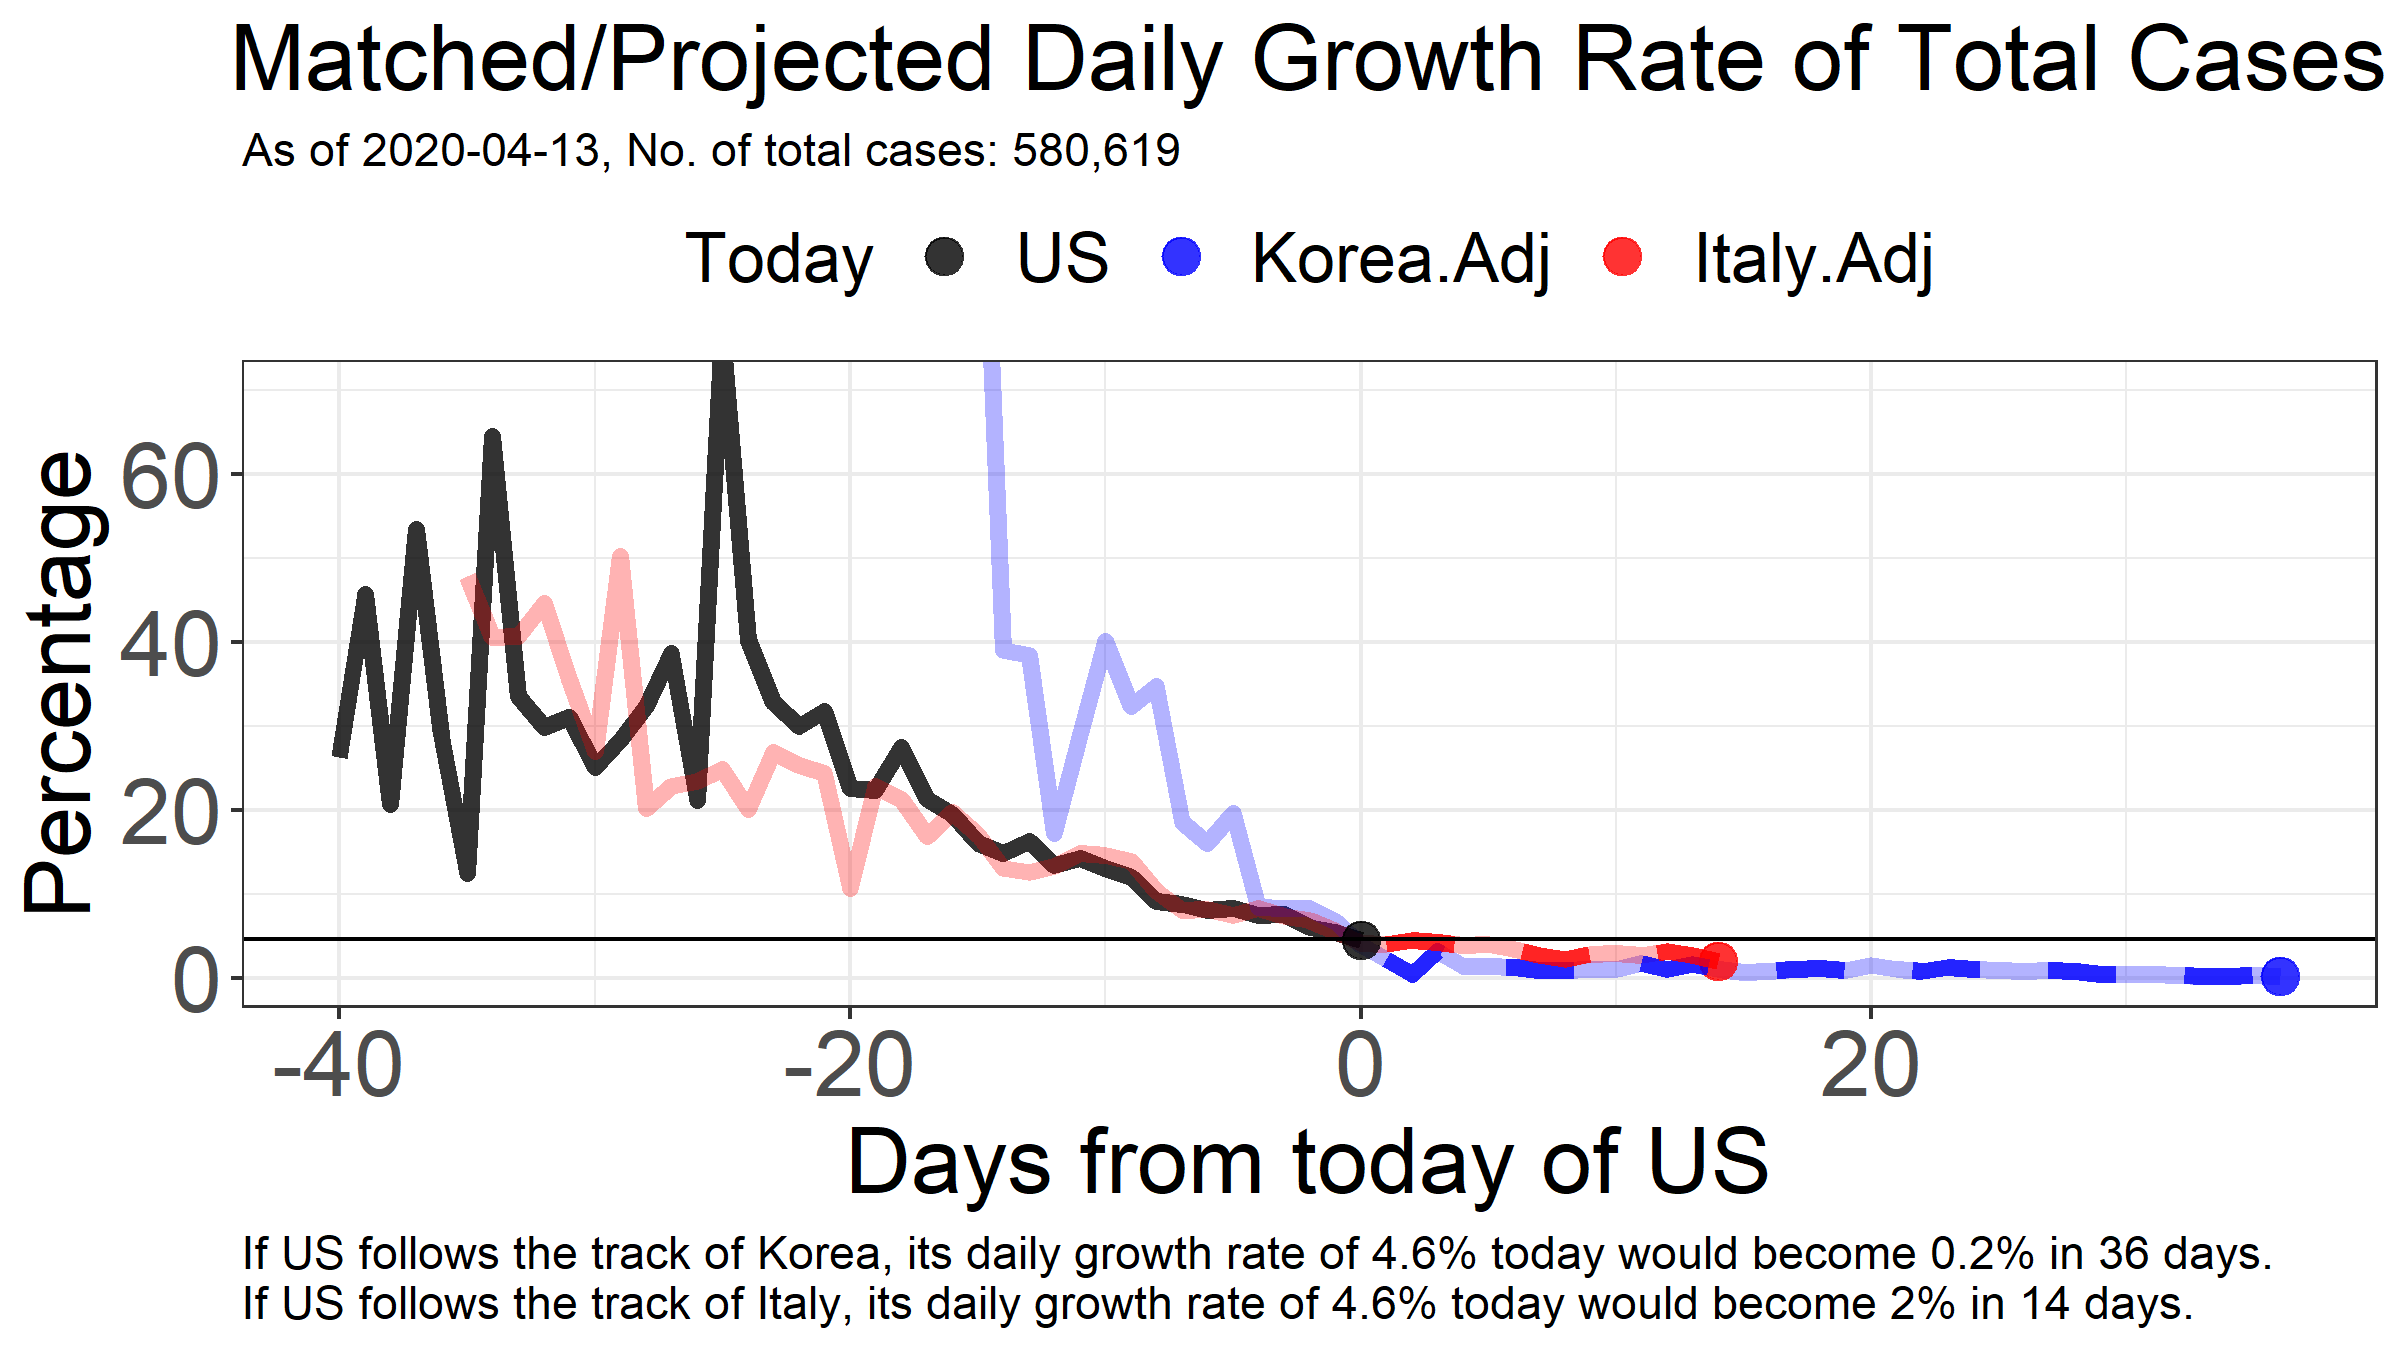 Matched/Projected Daily Growth Rate of Total Cases
As of 2020-04-13, No. of total cases: 580,619
Today US Korea.Adj Italy.Adj
Percentage
60
40
20
0
-40 -20 0 20
Days from today of US
If US follows the track of Korea, its daily growth rate of 4.6% today would become 0.2% in 36 days.
If US follows the track of Italy, its daily growth rate of 4.6% today would become 2% in 14 days.